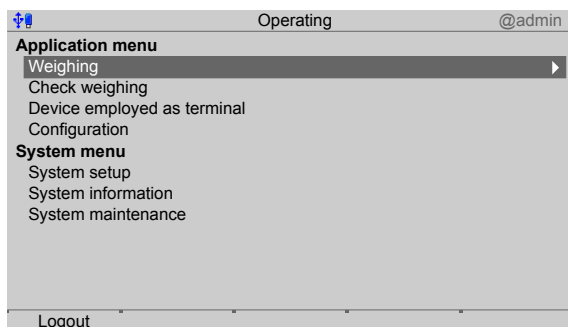 Operating @admin
Application menu
Weighing
Check weighing
Device employed as terminal
Configuration
System menu
System setup
System information
System maintenance
Logout